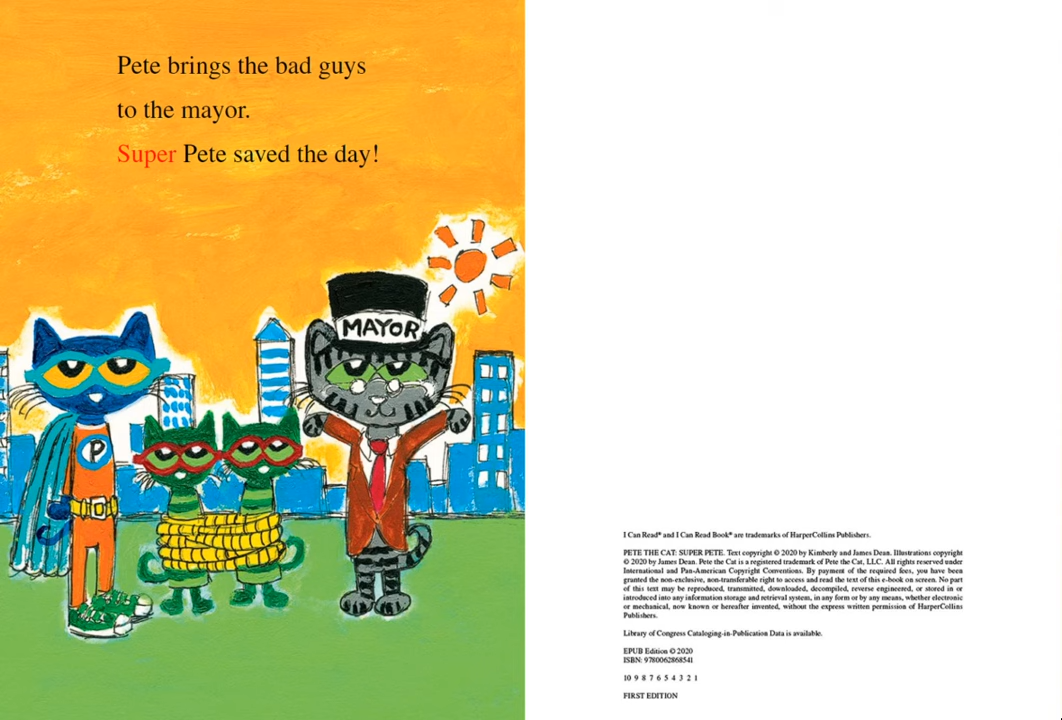 Pete brings the bad guys
to the mayor.
Super Pete saved the day!
MAYOR
P
I Can Read® and I Can Read Book® are trademarks of HarperCollins Publishers.
PETE THE CAT: SUPER PETE. Text copyright © 2020 by Kimberly and James Dean. Illustrations copyright
© 2020 by James Dean. Pete the Cat is a registered trademark of Pete the Cat, LLC. All rights reserved under
International and Pan-American Copyright Conventions. By payment of the required fees, you have been
granted the non-exclusive, non-transferable right to access and read the text of this e-book on screen. No part
of this text may be reproduced, transmitted, downloaded, decompiled, reverse engineered, or stored in or
introduced into any information storage and retrieval system, in any form or by any means, whether electronic
or mechanical, now known or hereafter invented, without the express written permission of HarperCollins
Publishers.
Library of Congress Cataloging-in-Publication Data is available.
EPUB Edition © 2020
ISBN: 9780062868541
10 9 8 7 6 5 4 3 2 1
FIRST EDITION